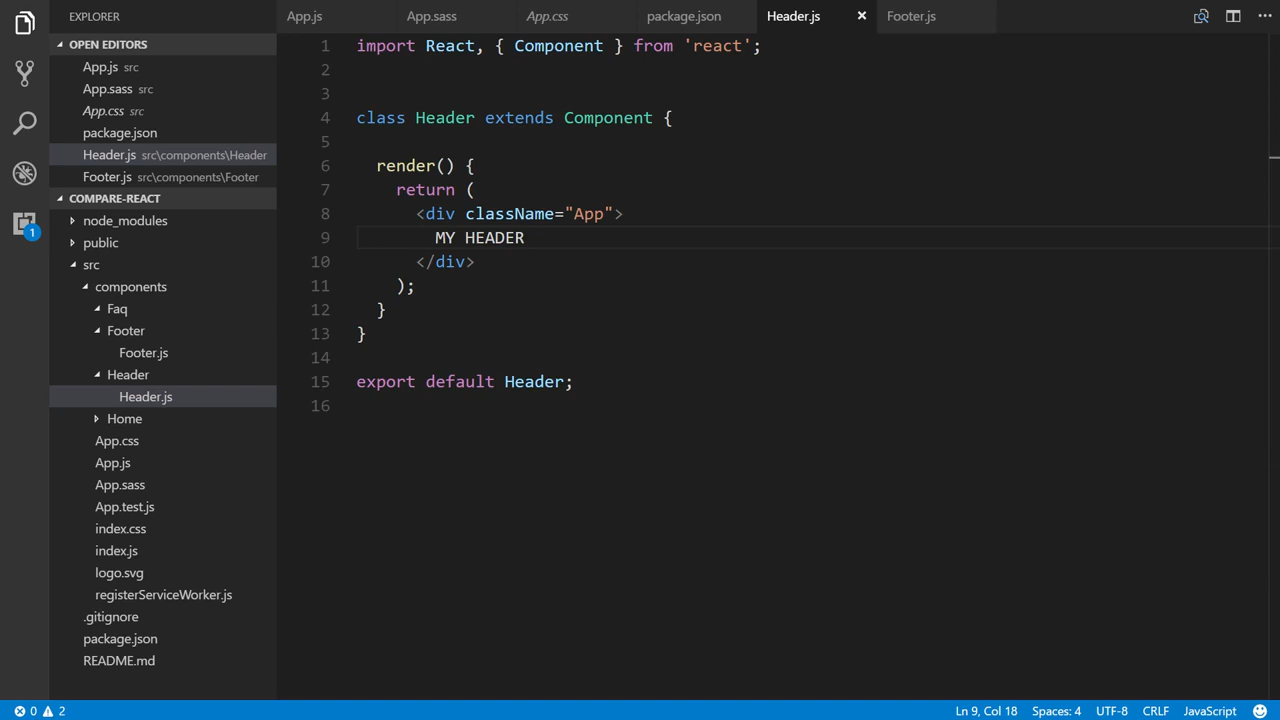 EXPLORER
OPEN EDITORS
App.js src
App.sass src
App.css src
package.json
Header.js src\components\Header
Footer.js src\components\Footer
COMPARE-REACT
node_modules
public
src
components
Faq
Footer
Footer.js
Header
Header.js
Home
App.css
App.js
App.sass
App.test.js
index.css
index.js
logo.svg
registerServiceWorker.js
.gitignore
package.json
README.md
1
App.js App.sass App.css package.json Header.js Footer.js
1 import React, { Component } from 'react';
2
3
4 class Header extends Component {
5
6 render() {
7 return (
8 <div className="App">
9 MY HEADER
10 </div>
11 );
12 }
13 }
14
15 export default Header;
16
0 2 Ln 9, Col 18 Spaces: 4 UTF-8 CRLF JavaScript